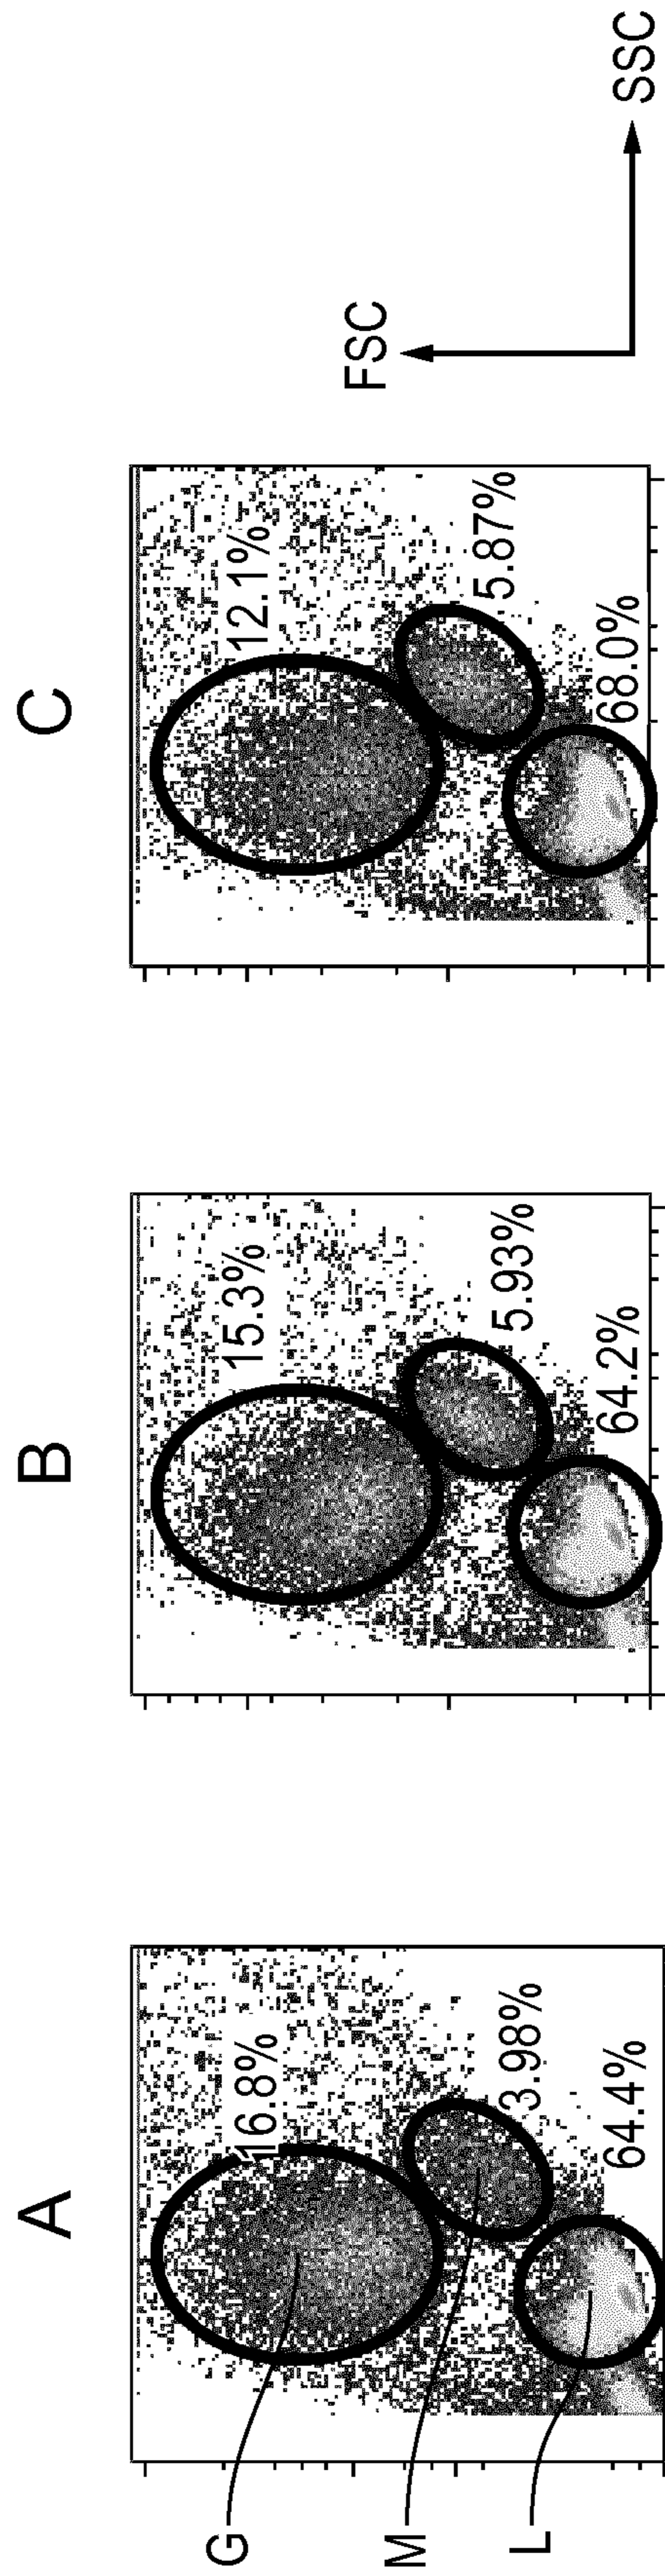 A
B
C
G
M
L
16.8%
3.98%
64.4%
15.3%
5.93%
64.2%
12.1%
5.87%
68.0%
FSC
SSC